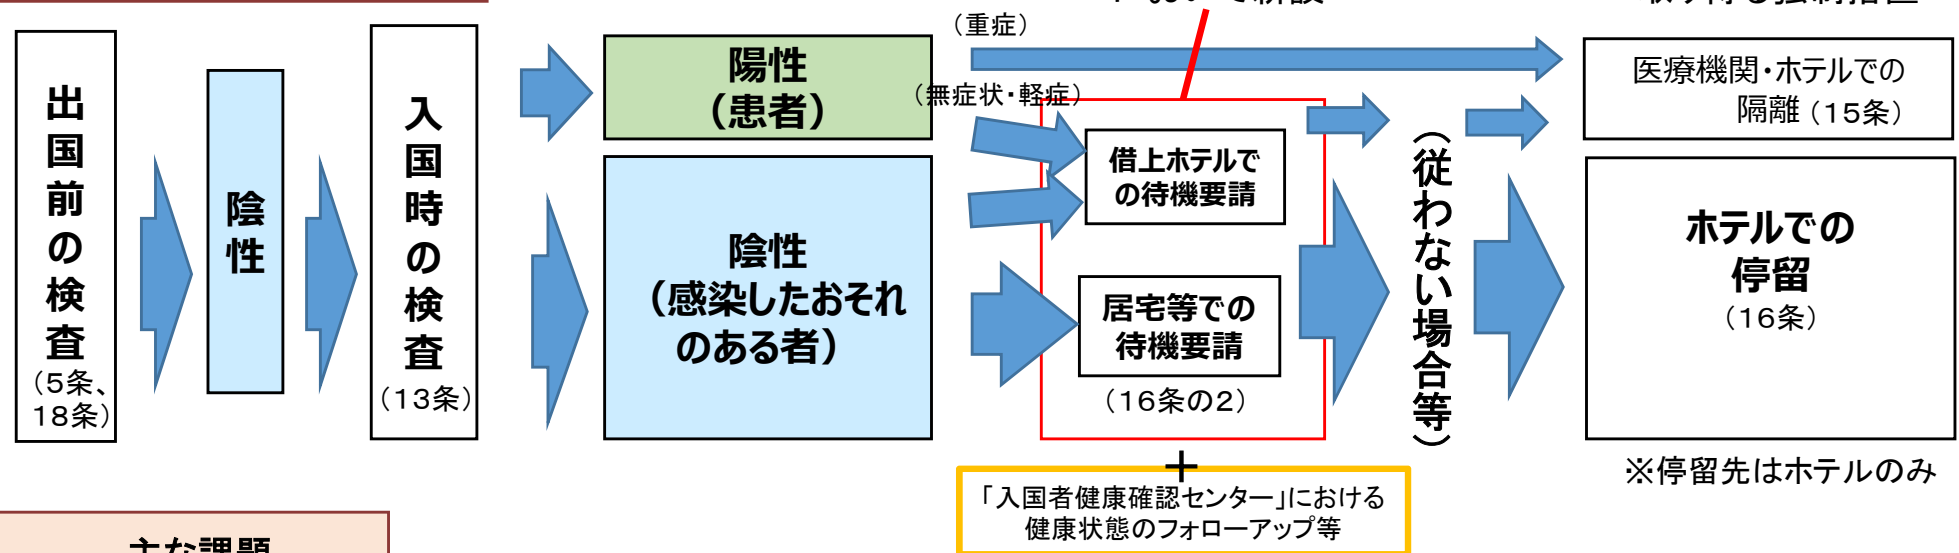 出国前の検査
（5条、
18条）
陰性
入国時の検査
（13条）
陽性
（患者）
陰性
（感染したおそれ
のある者）
（重症）
（無症状・軽症）
借上ホテルで
の待機要請
居宅等での
待機要請
（16条の2）
＋
「入国者健康確認センター」における
健康状態のフォローアップ等
（従わない場合等）
医療機関・ホテルでの
隔離（15条）
ホテルでの
停留
（16条）
※停留先はホテルのみ
主な課題